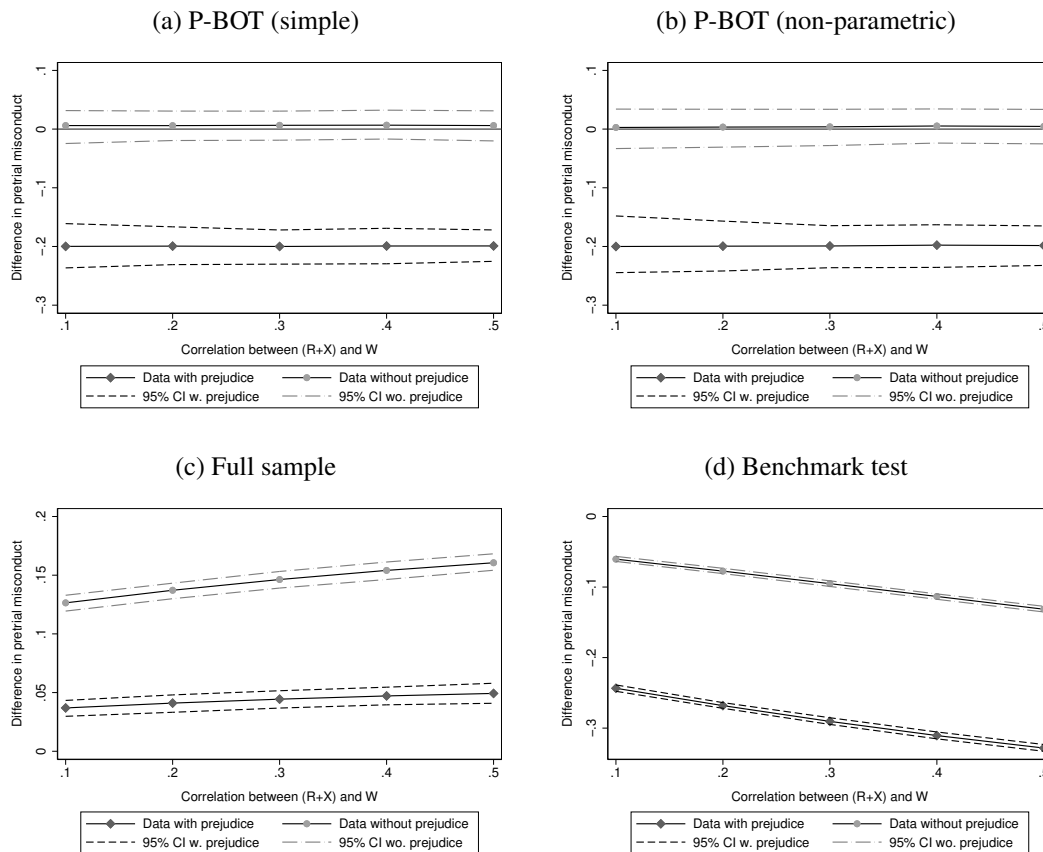 (a) P-BOT (simple)
Difference in pretrial misconduct
.1
0
-.1
-.2
-.3
.1 .2 .3 .4 .5
Correlation between (R+X) and W
Data with prejudice Data without prejudice
95% CI w. prejudice 95% CI wo. prejudice
(b) P-BOT (non-parametric)
Difference in pretrial misconduct
.1
0
-.1
-.2
-.3
.1 .2 .3 .4 .5
Correlation between (R+X) and W
Data with prejudice Data without prejudice
95% CI w. prejudice 95% CI wo. prejudice
(c) Full sample
Difference in pretrial misconduct
.2
.15
.1
.05
0
.1 .2 .3 .4 .5
Correlation between (R+X) and W
Data with prejudice Data without prejudice
95% CI w. prejudice 95% CI wo. prejudice
(d) Benchmark test
Difference in pretrial misconduct
0
-.1
-.2
-.3
.1 .2 .3 .4 .5
Correlation between (R+X) and W
Data with prejudice Data without prejudice
95% CI w. prejudice 95% CI wo. prejudice